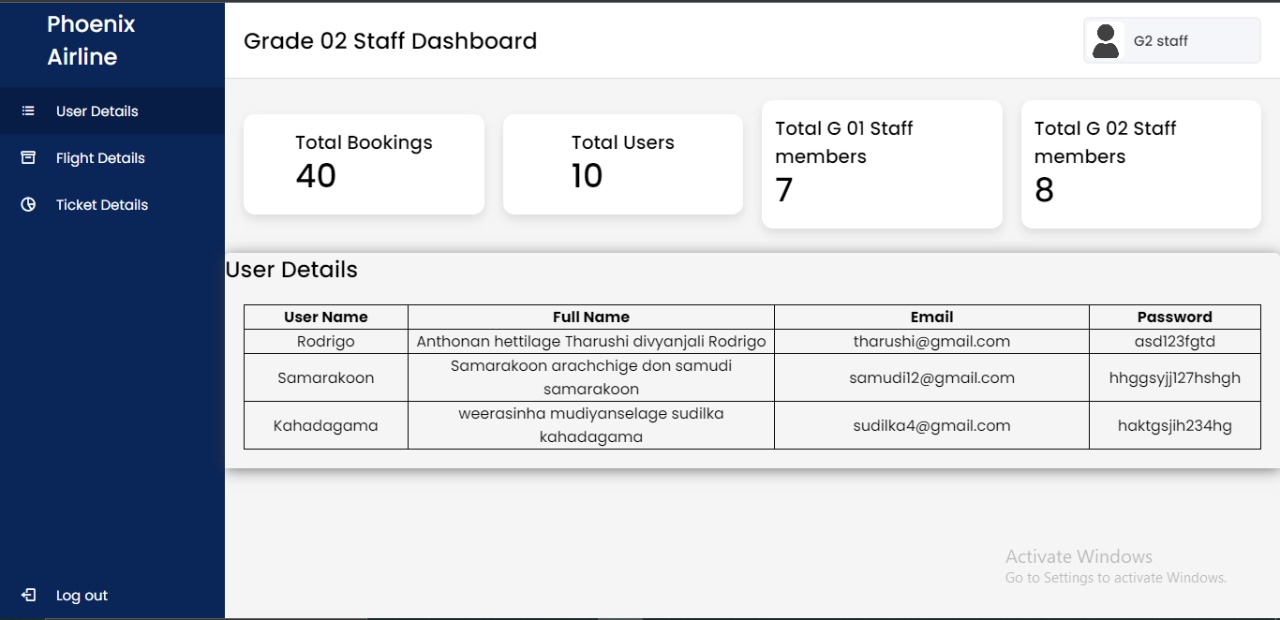 Phoenix
Airline
User Details
Flight Details
Ticket Details
Log out
Grade 02 Staff Dashboard
G2 staff
Total Bookings
40
Total Users
10
Total G 01 Staff
members
7
Total G 02 Staff
members
8
User Details
User Name Full Name Email Password
Rodrigo Anthonan hettilage Tharushi divyanjali Rodrigo tharushi@gmail.com asd123fgtd
Samarakoon Samarakoon arachchige don samudi samarakoon samudi12@gmail.com hhggsyjj127hshgh
Kahadagama weerasinha mudiyanselage sudilka kahadagama sudilka4@gmail.com haktgsjih234hg
Activate Windows
Go to Settings to activate Windows.